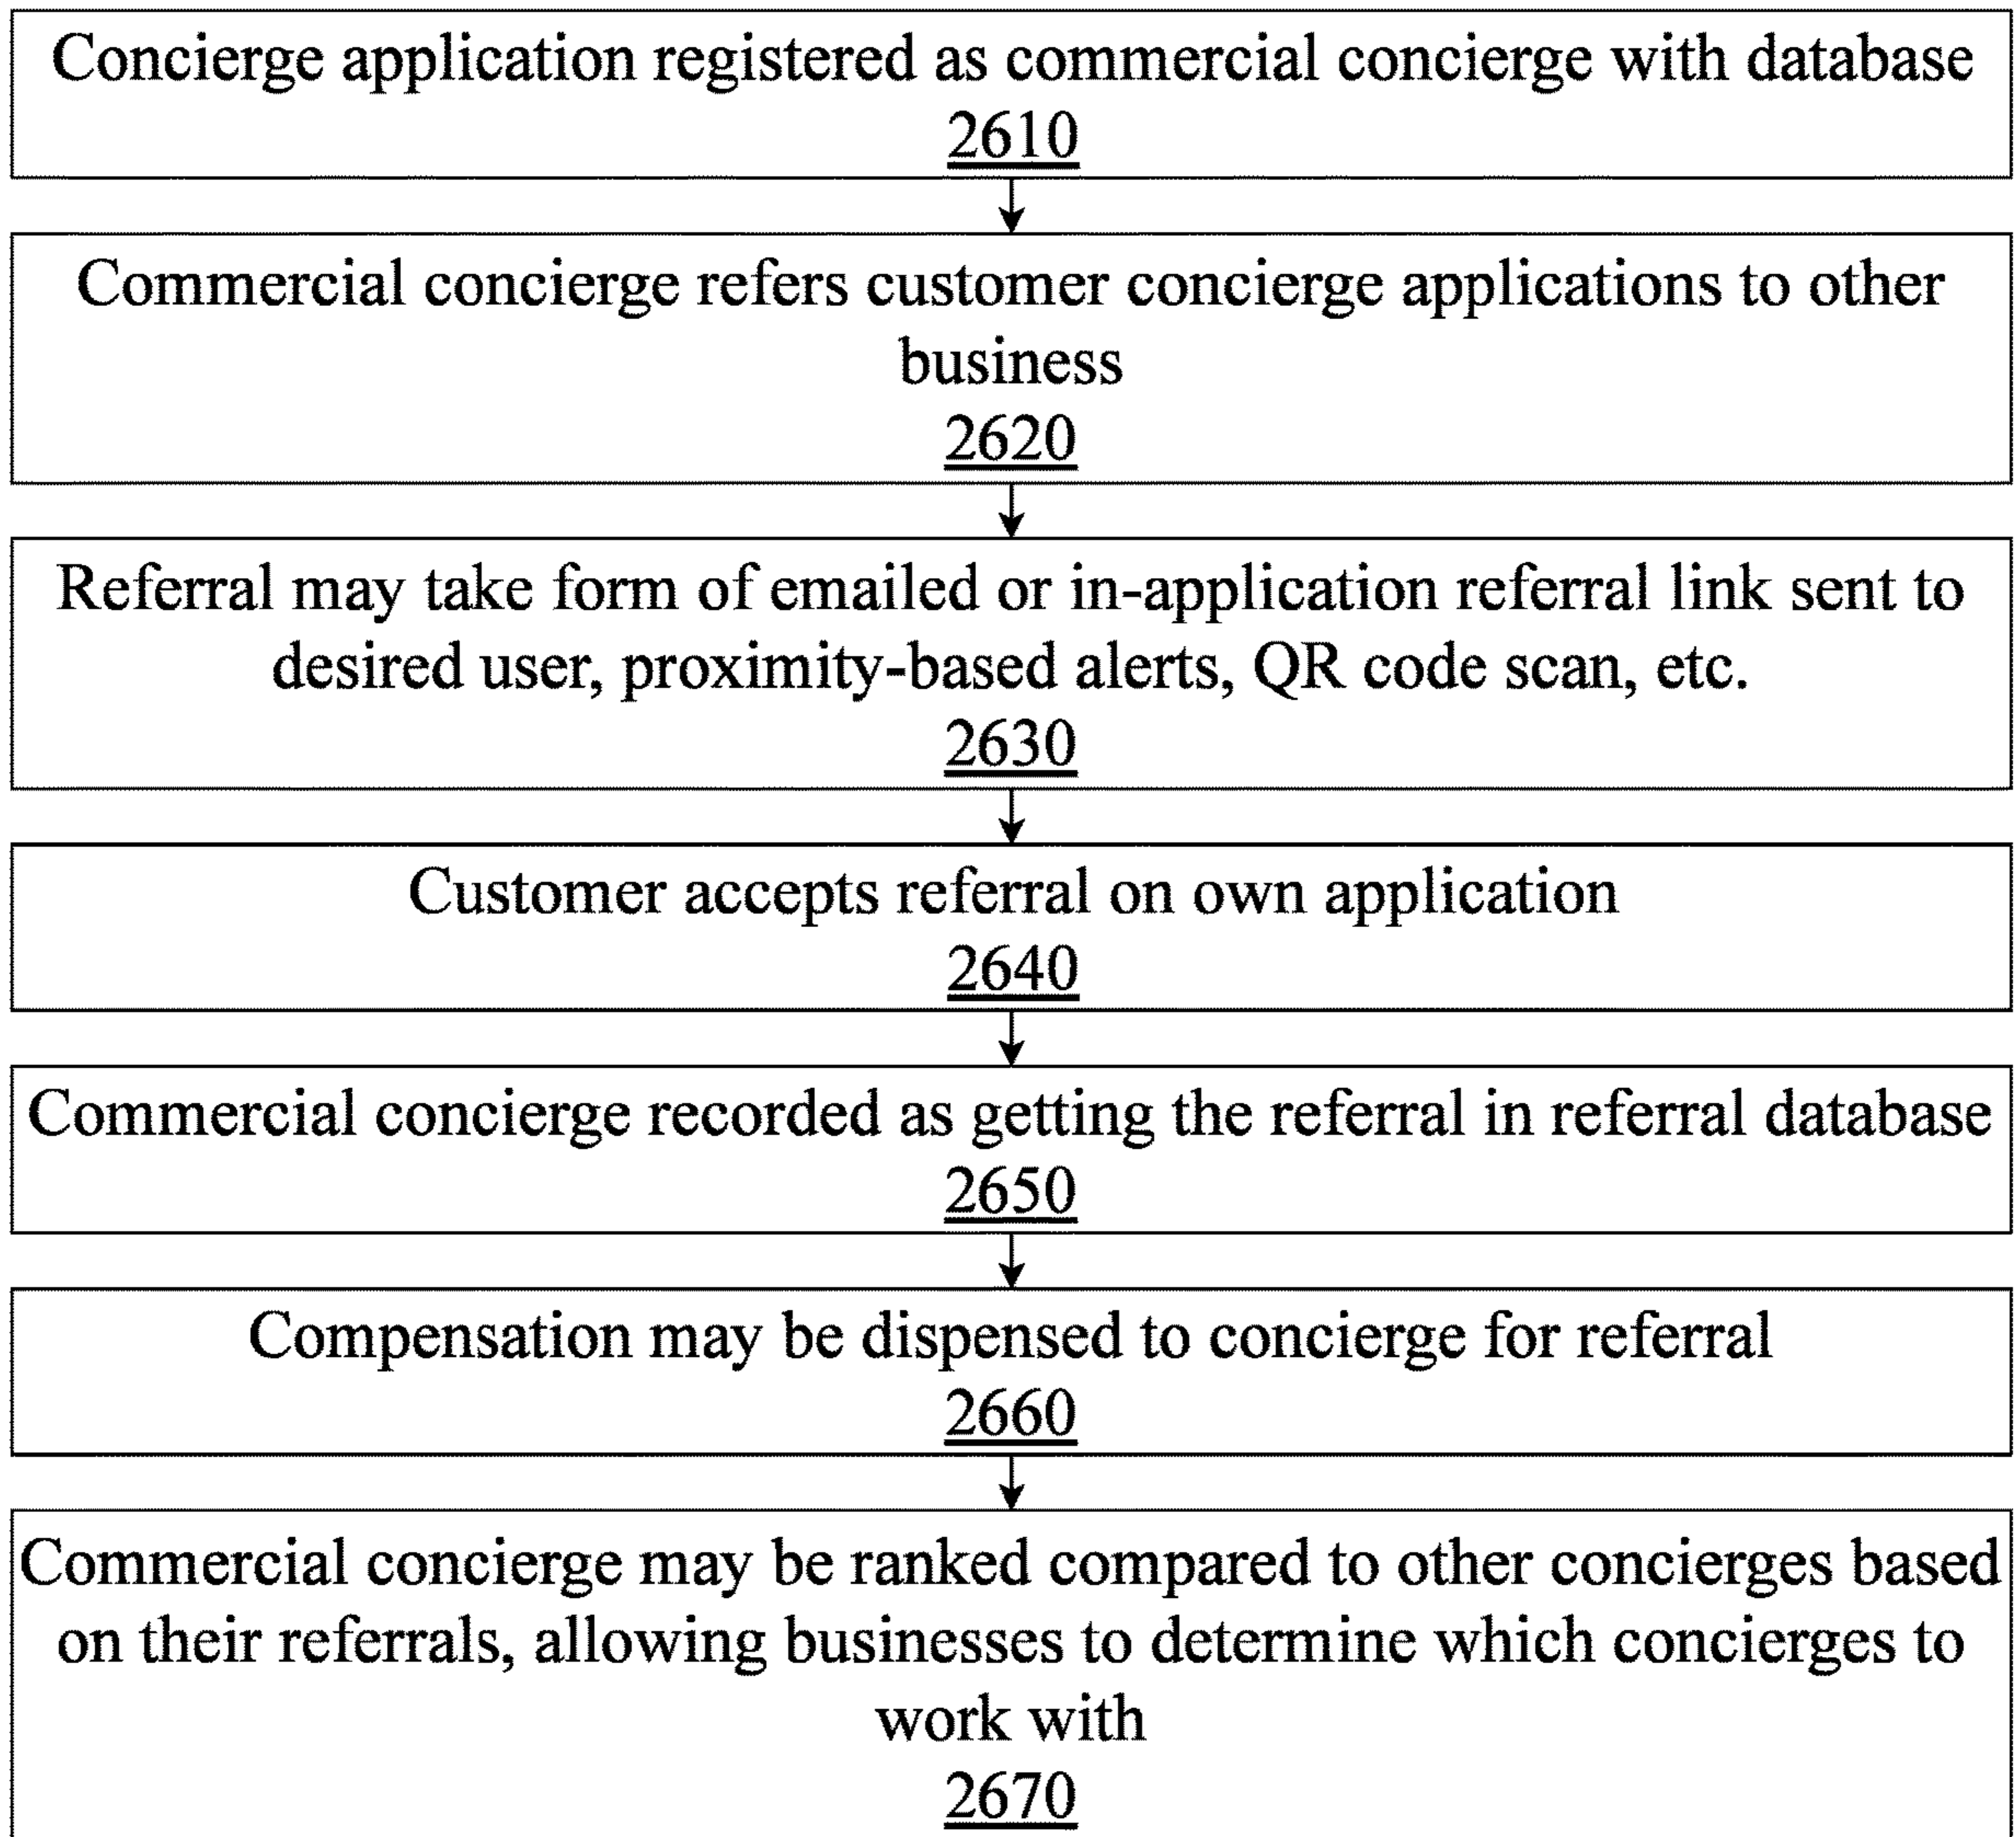 Concierge application registered as commercial concierge with database
2610
Commercial concierge refers customer concierge applications to other
business
2620
Referral may take form of emailed or in-application referral link sent to
desired user, proximity-based alerts, QR code scan, etc.
2630
Customer accepts referral on own application
2640
Commercial concierge recorded as getting the referral in referral database
2650
Compensation may be dispensed to concierge for referral
2660
Commercial concierge may be ranked compared to other concierges based
on their referrals, allowing businesses to determine which concierges to
work with
2670